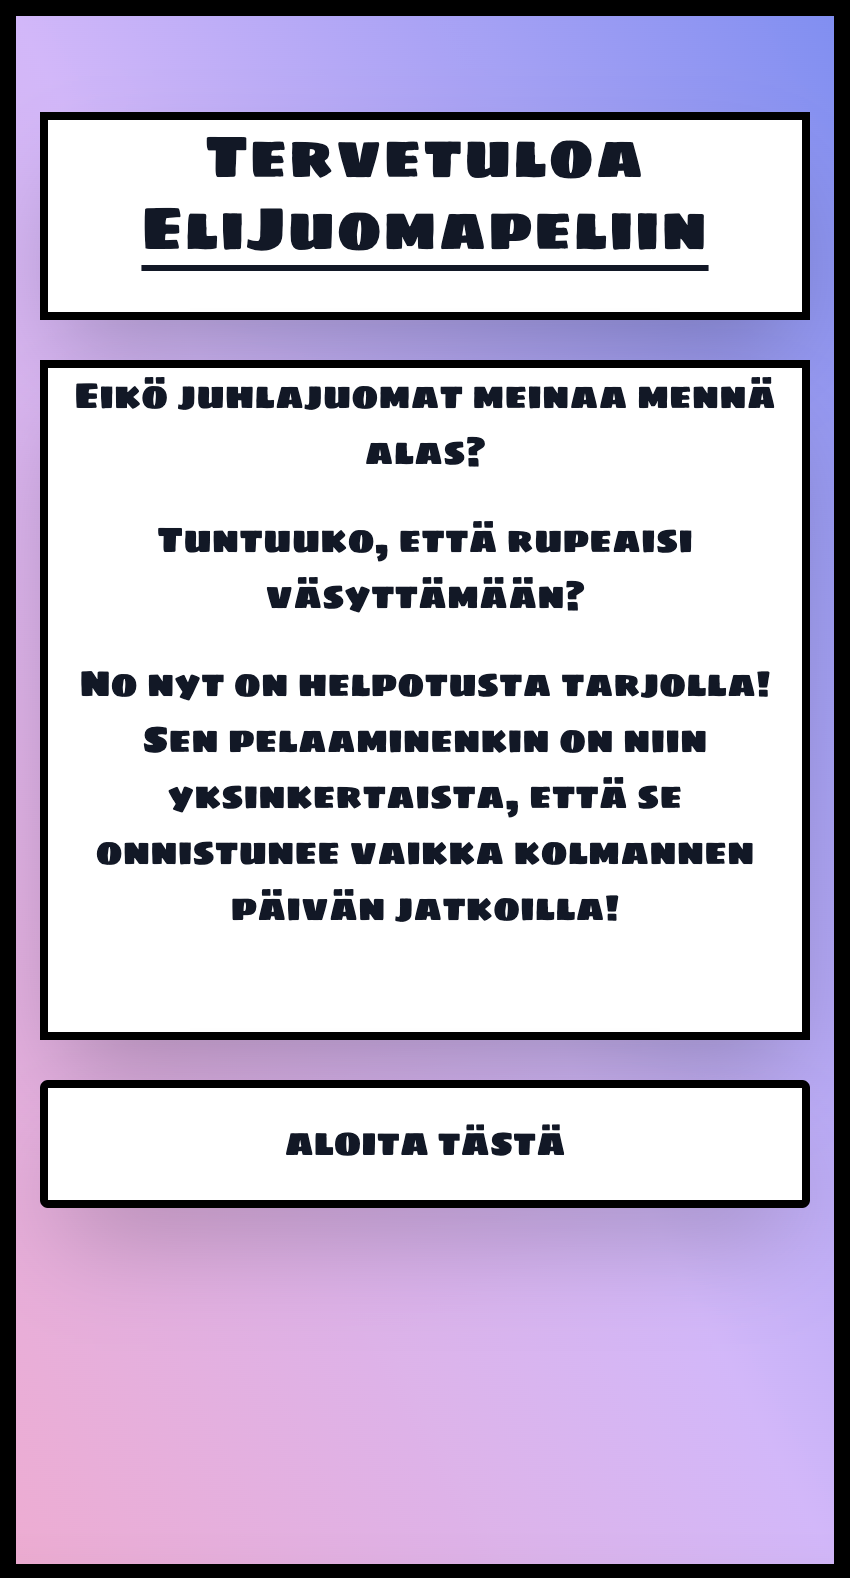 Tervetuloa
EliJuomapeliin
Eikö juhlajuomat meinaa mennä
alas?
Tuntuuko, että rupeaisi
väsyttämään?
No nyt on helpotusta tarjolla!
Sen pelaaminenkin on niin
yksinkertaista, että se
onnistunee vaikka kolmannen
päivän jatkoilla!
aloita tästä